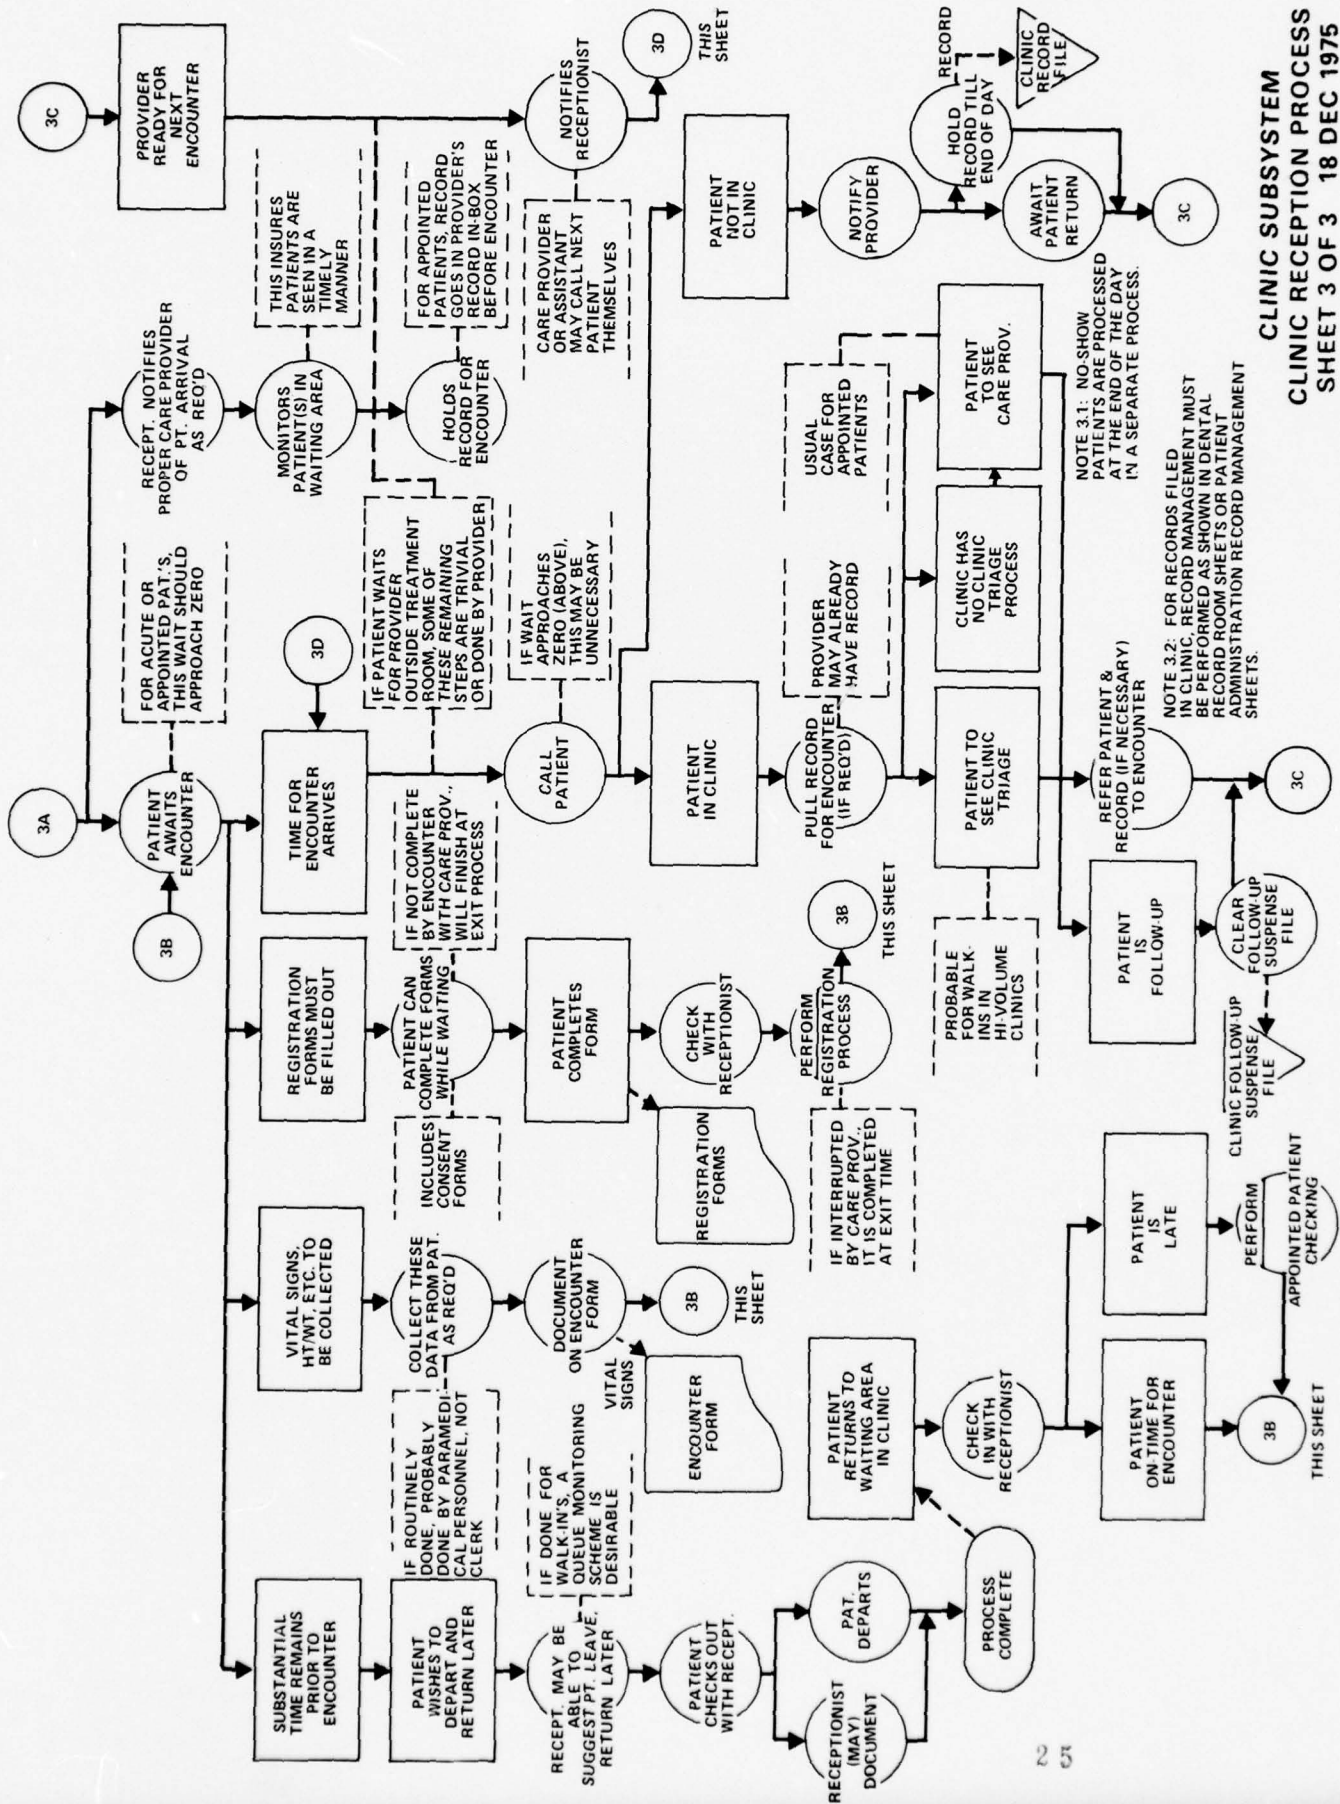 3A
3B
PATIENT
AWAITS
ENCOUNTER
FOR ACUTE OR
APPOINTED PAT.'S,
THIS WAIT SHOULD
APPROACH ZERO
RECEPT. NOTIFIES
PROPER CARE PROVIDER
OF PT. ARRIVAL
AS REQ'D
MONITORS
PATIENT(S) IN
WAITING AREA
THIS INSURES
PATIENTS ARE
SEEN IN A
TIMELY
MANNER
HOLDS
RECORD FOR
ENCOUNTER
FOR APPOINTED
PATIENTS, RECORD
GOES IN PROVIDER'S
RECORD IN-BOX
BEFORE ENCOUNTER
3C
PROVIDER
READY FOR
NEXT
ENCOUNTER
NOTIFIES
RECEPTIONIST
CARE PROVIDER
OR ASSISTANT
MAY CALL NEXT
PATIENT
THEMSELVES
3D
THIS
SHEET
SUBSTANTIAL
TIME REMAINS
PRIOR TO
ENCOUNTER
PATIENT
WISHES TO
DEPART AND
RETURN LATER
RECEPT. MAY BE
ABLE TO
SUGGEST PT. LEAVE,
RETURN LATER
IF DONE FOR
WALK-IN'S, A
QUEUE MONITORING
SCHEME IS
DESIRABLE
PATIENT
CHECKS OUT
WITH RECEPT.
RECEPTIONIST
(MAY)
DOCUMENT
PAT.
DEPARTS
PROCESS
COMPLETE
PATIENT
RETURNS TO
WAITING AREA
IN CLINIC
CHECK
IN WITH
RECEPTIONIST
PATIENT
ON-TIME FOR
ENCOUNTER
3B
THIS SHEET
PATIENT
IS
LATE
PERFORM
APPOINTED PATIENT
CHECKING
VITAL SIGNS,
HT/WT, ETC. TO
BE COLLECTED
COLLECT THESE
DATA FROM PAT.
AS REQ'D
IF ROUTINELY
DONE, PROBABLY
DONE BY PARAMEDI-
CAL PERSONNEL, NOT
CLERK
DOCUMENT
ON ENCOUNTER
FORM
VITAL
SIGNS
ENCOUNTER
FORM
3B
THIS
SHEET
REGISTRATION
FORMS MUST
BE FILLED OUT
PATIENT CAN
COMPLETE FORMS
WHILE WAITING
INCLUDES
CONSENT
FORMS
IF NOT COMPLETE
BY ENCOUNTER
WITH CARE PROV.,
WILL FINISH AT
EXIT PROCESS
PATIENT
COMPLETES
FORM
REGISTRATION
FORMS
CHECK
WITH
RECEPTIONIST
PERFORM
REGISTRATION
PROCESS
IF INTERRUPTED
BY CARE PROV.,
IT IS COMPLETED
AT EXIT TIME
3B
THIS SHEET
TIME FOR
ENCOUNTER
ARRIVES
3D
IF PATIENT WAITS
FOR PROVIDER
OUTSIDE TREATMENT
ROOM, SOME OF
THESE REMAINING
STEPS ARE TRIVIAL
OR DONE BY PROVIDER
CALL
PATIENT
IF WAIT
APPROACHES
ZERO (ABOVE),
THIS MAY BE
UNNECESSARY
PATIENT
IN CLINIC
PATIENT
NOT IN
CLINIC
NOTIFY
PROVIDER
HOLD
RECORD TILL
END OF DAY
RECORD
CLINIC
RECORD
FILE
AWAIT
PATIENT
RETURN
3C
PULL RECORD
FOR ENCOUNTER
(IF REQ'D)
PROVIDER
MAY ALREADY
HAVE RECORD
USUAL
CASE FOR
APPOINTED
PATIENTS
PATIENT TO
SEE CLINIC
TRIAGE
CLINIC HAS
NO CLINIC
TRIAGE
PROCESS
PATIENT
TO SEE
CARE PROV.
PROBABLE
FOR WALK-
INS IN
HI-VOLUME
CLINICS
PATIENT
IS
FOLLOW-UP
CLEAR
FOLLOW-UP
SUSPENSE
FILE
CLINIC FOLLOW-UP
SUSPENSE
FILE
REFER PATIENT &
RECORD (IF NECESSARY)
TO ENCOUNTER
3C
NOTE 3.1: NO-SHOW
PATIENTS ARE PROCESSED
AT THE END OF THE DAY
IN A SEPARATE PROCESS.
NOTE 3.2: FOR RECORDS FILED
IN CLINIC, RECORD MANAGEMENT MUST
BE PERFORMED AS SHOWN IN DENTAL
RECORD ROOM SHEETS OR PATIENT
ADMINISTRATION RECORD MANAGEMENT
SHEETS.
CLINIC SUBSYSTEM
CLINIC RECEPTION PROCESS
SHEET 3 OF 3 18 DEC 1975
25